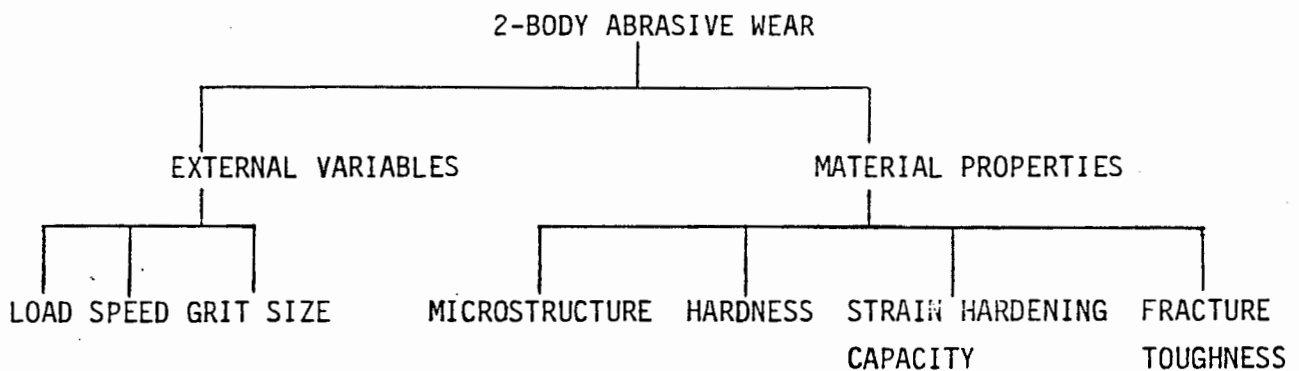 2-BODY ABRASIVE WEAR
EXTERNAL VARIABLES
MATERIAL PROPERTIES
LOAD SPEED GRIT SIZE
MICROSTRUCTURE
HARDNESS
STRAIN HARDENING
CAPACITY
FRACTURE
TOUGHNESS